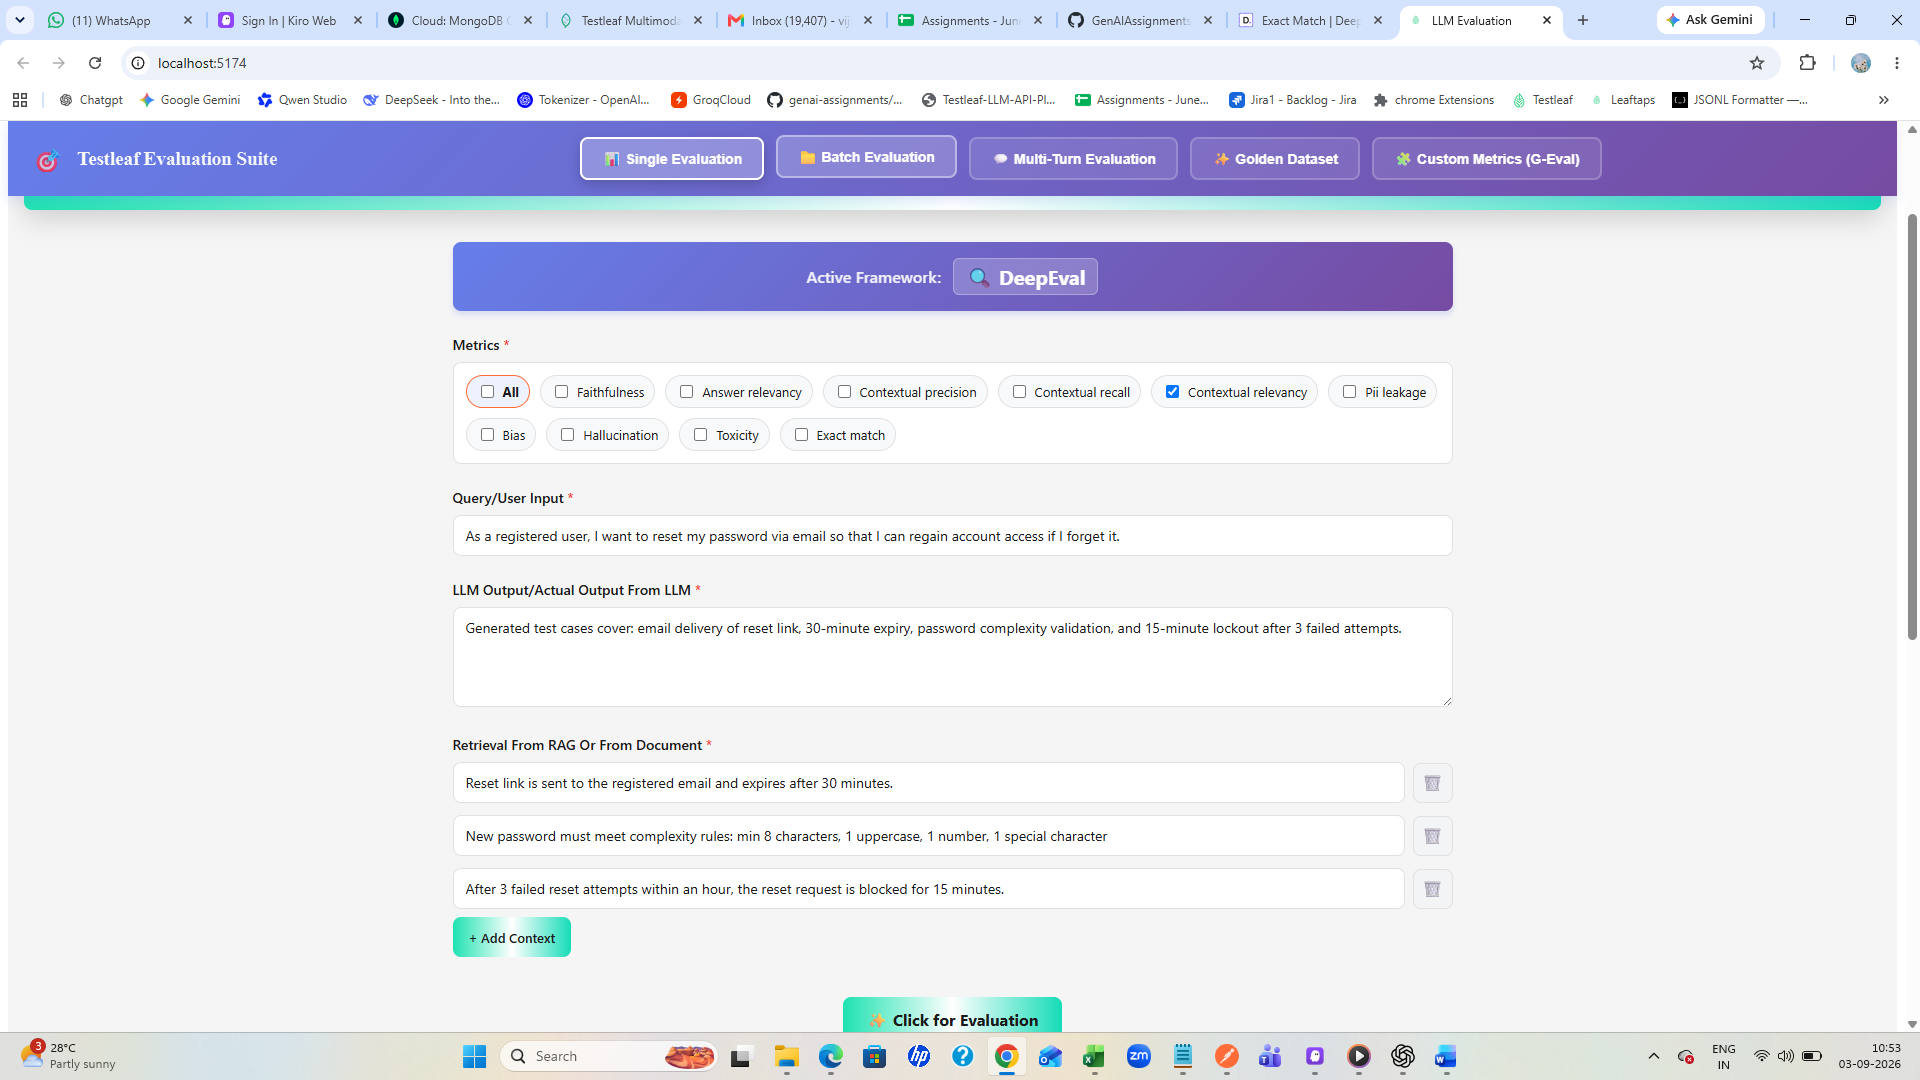 (11) WhatsApp
Sign In | Kiro Web
Cloud: MongoDB
Testleaf Multimoda
Inbox (19,407) - vij
Assignments - June
GenAIAssignments
D. Exact Match | Deep
LLM Evaluation
Ask Gemini
localhost:5174
Chatgpt
Google Gemini
Qwen Studio
DeepSeek - Into the...
Tokenizer - OpenAI...
GroqCloud
genai-assignments/...
Testleaf-LLM-API-Pl...
Assignments - June...
Jira1 - Backlog - Jira
chrome Extensions
Testleaf
Leaftaps
JSONL Formatter —...
Testleaf Evaluation Suite
Single Evaluation
Batch Evaluation
Multi-Turn Evaluation
Golden Dataset
Custom Metrics (G-Eval)
Active Framework:
DeepEval
Metrics *
All
Faithfulness
Answer relevancy
Contextual precision
Contextual recall
Contextual relevancy
Pii leakage
Bias
Hallucination
Toxicity
Exact match
Query/User Input *
As a registered user, I want to reset my password via email so that I can regain account access if I forget it.
LLM Output/Actual Output From LLM *
Generated test cases cover: email delivery of reset link, 30-minute expiry, password complexity validation, and 15-minute lockout after 3 failed attempts.
Retrieval From RAG Or From Document *
Reset link is sent to the registered email and expires after 30 minutes.
New password must meet complexity rules: min 8 characters, 1 uppercase, 1 number, 1 special character
After 3 failed reset attempts within an hour, the reset request is blocked for 15 minutes.
+ Add Context
Click for Evaluation
3
28°C
Partly sunny
Search
hp
zm
ENG
IN
10:53
03-09-2026